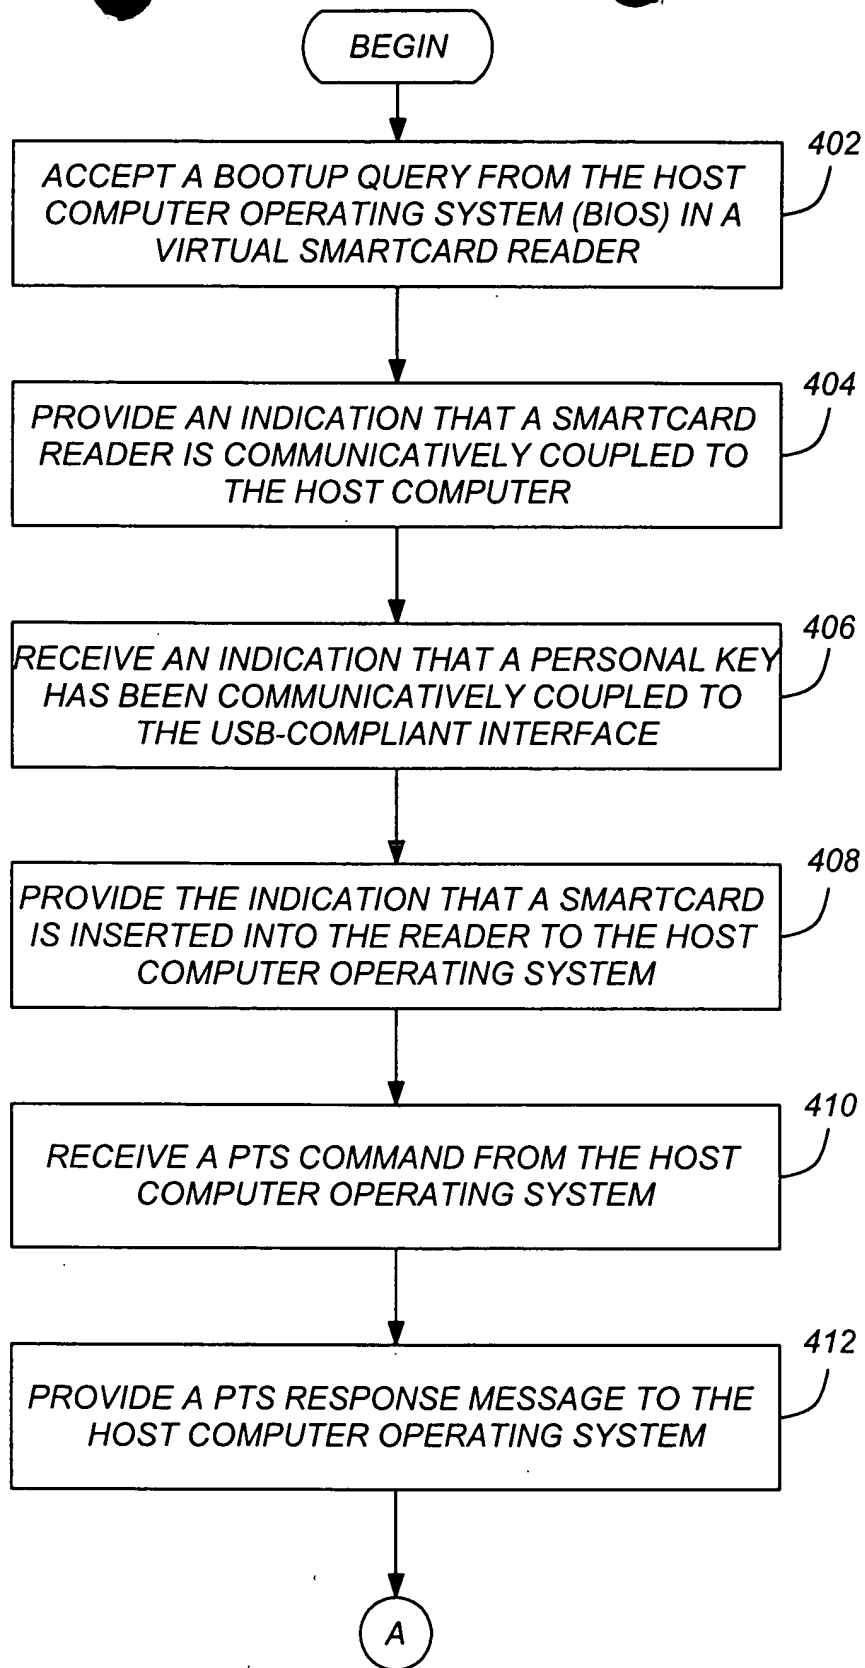 BEGIN
402
ACCEPT A BOOTUP QUERY FROM THE HOST
COMPUTER OPERATING SYSTEM (BIOS) IN A
VIRTUAL SMARTCARD READER
404
PROVIDE AN INDICATION THAT A SMARTCARD
READER IS COMMUNICATIVELY COUPLED TO
THE HOST COMPUTER
406
RECEIVE AN INDICATION THAT A PERSONAL KEY
HAS BEEN COMMUNICATIVELY COUPLED TO
THE USB-COMPLIANT INTERFACE
408
PROVIDE THE INDICATION THAT A SMARTCARD
IS INSERTED INTO THE READER TO THE HOST
COMPUTER OPERATING SYSTEM
410
RECEIVE A PTS COMMAND FROM THE HOST
COMPUTER OPERATING SYSTEM
412
PROVIDE A PTS RESPONSE MESSAGE TO THE
HOST COMPUTER OPERATING SYSTEM
A